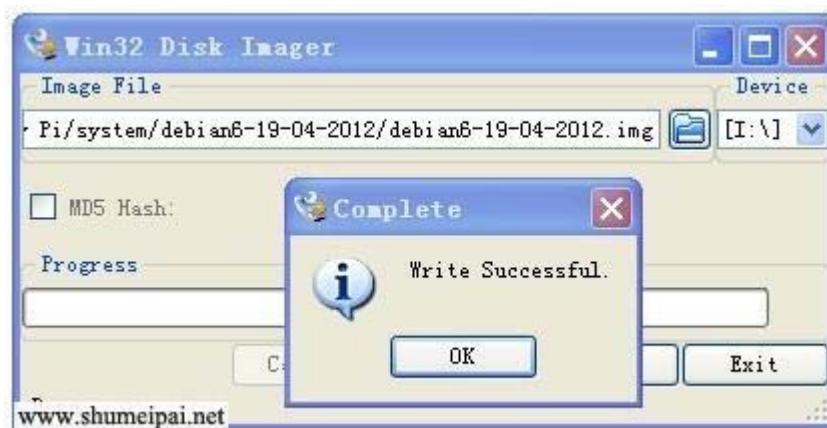 Win32 Disk Imager
Image File
Device
Pi/system/debian6-19-04-2012/debian6-19-04-2012.img
[I:\]
MD5 Hash:
Complete
Progress
Write Successful.
OK
Exit
www.shumeipai.net